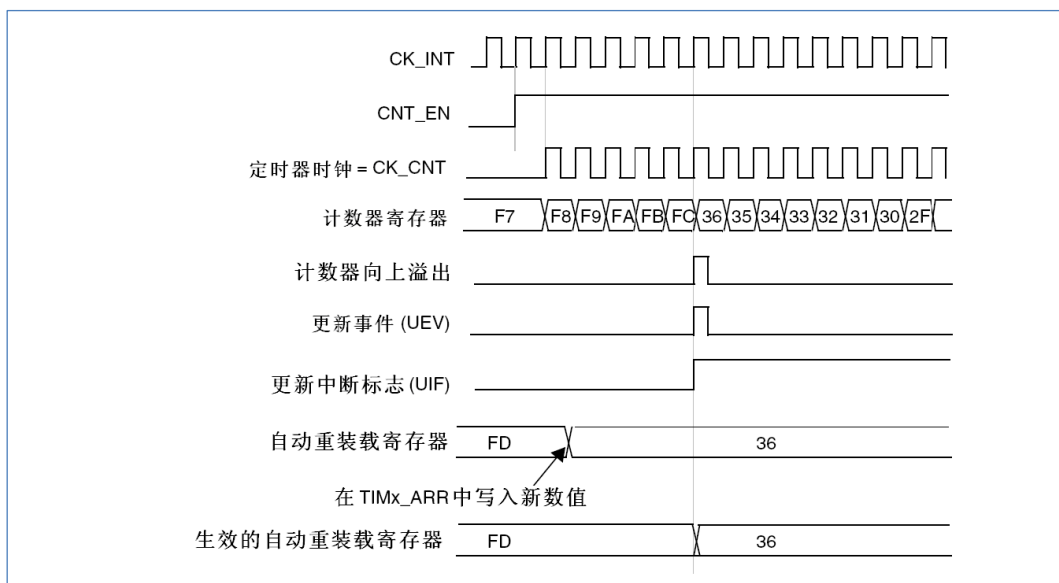 CK_INT
CNT_EN
定时器时钟 = CK_CNT
计数器寄存器 F7 F8 F9 FA FB FC 36 35 34 33 32 31 30 2F
计数器向上溢出
更新事件 (UEV)
更新中断标志 (UIF)
自动重装载寄存器 FD 36
在 TIMx_ARR 中写入新数值
生效的自动重装载寄存器 FD 36